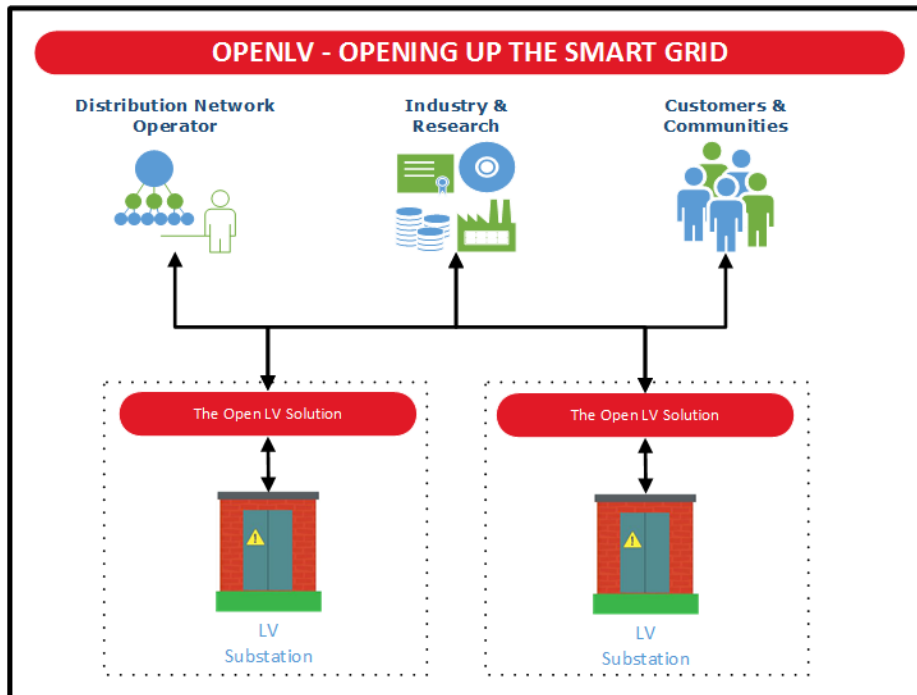 OPENLV - OPENING UP THE SMART GRID
Distribution Network
Operator
Industry &
Research
Customers &
Communities
The Open LV Solution
The Open LV Solution
LV
Substation
LV
Substation